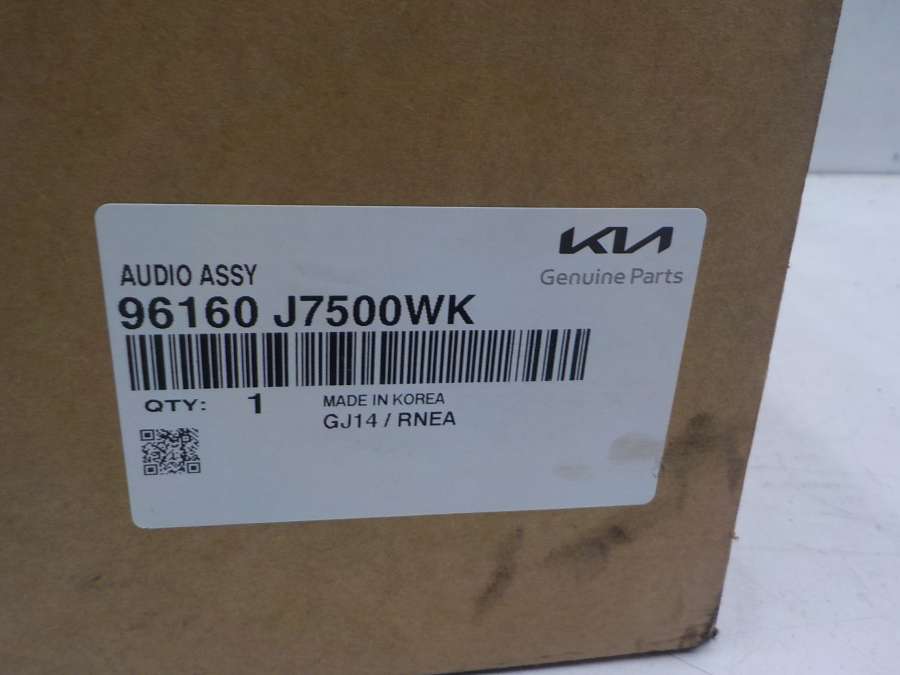 KIA
Genuine Parts
AUDIO ASSY
96160 J7500WK
QTY: 1
MADE IN KOREA
GJ14 / RNEA